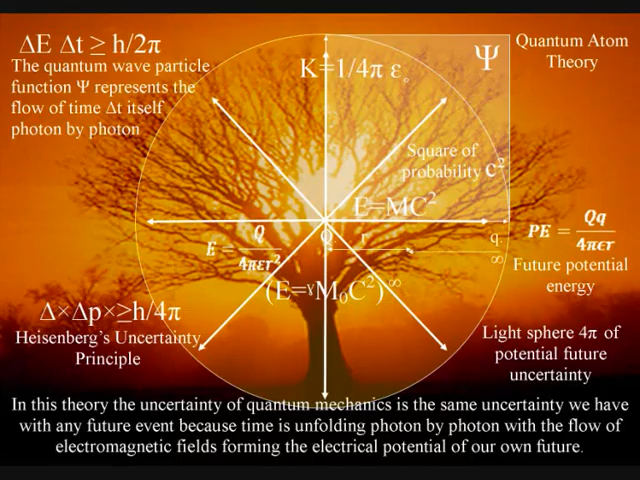 ΔE Δt ≥ h/2π
The quantum wave particle
function Ψ represents the
flow of time Δt itself
photon by photon
K=1/4π ε。
Ψ
Quantum Atom
Theory
Square of
probability c²
E=MC²
E = Q/4πεr²
Q r q.
∞
PE = Qq/4πεr
Future potential
energy
(E=ɤM₀C²)∞
Δ×Δp×≥h/4π
Heisenberg's Uncertainty
Principle
Light sphere 4π of
potential future
uncertainty
In this theory the uncertainty of quantum mechanics is the same uncertainty we have
with any future event because time is unfolding photon by photon with the flow of
electromagnetic fields forming the electrical potential of our own future.